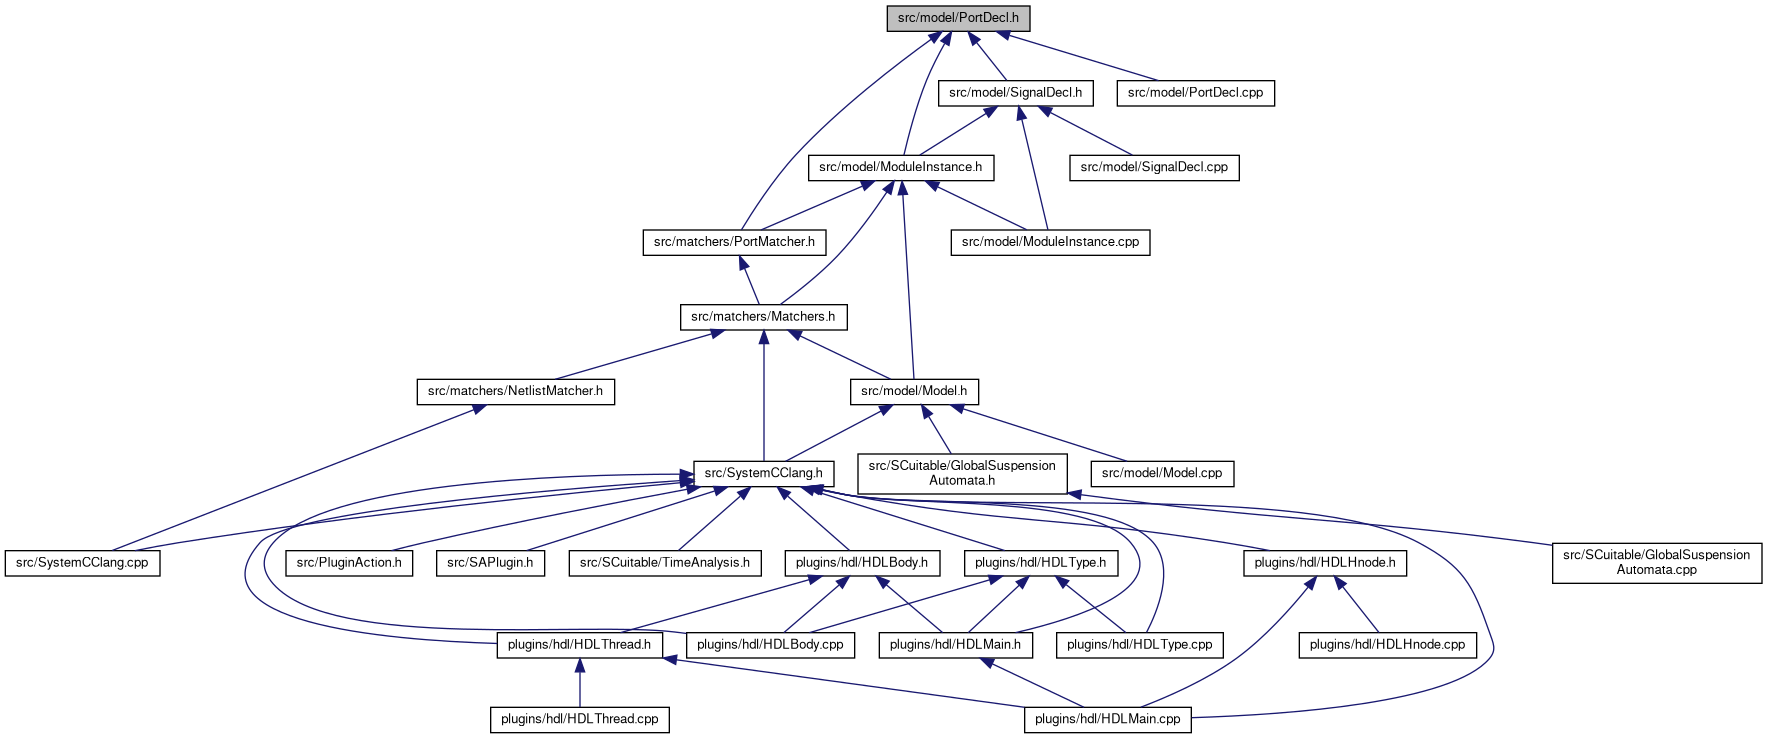 src/model/PortDecl.h
src/model/SignalDecl.h
src/model/PortDecl.cpp
src/model/ModuleInstance.h
src/model/SignalDecl.cpp
src/matchers/PortMatcher.h
src/model/ModuleInstance.cpp
src/matchers/Matchers.h
src/matchers/NetlistMatcher.h
src/model/Model.h
src/SystemCClang.h
src/SCuitable/GlobalSuspension
Automata.h
src/model/Model.cpp
src/SystemCClang.cpp
src/PluginAction.h
src/SAPlugin.h
src/SCuitable/TimeAnalysis.h
plugins/hdl/HDLBody.h
plugins/hdl/HDLType.h
plugins/hdl/HDLHnode.h
src/SCuitable/GlobalSuspension
Automata.cpp
plugins/hdl/HDLThread.h
plugins/hdl/HDLBody.cpp
plugins/hdl/HDLMain.h
plugins/hdl/HDLType.cpp
plugins/hdl/HDLHnode.cpp
plugins/hdl/HDLThread.cpp
plugins/hdl/HDLMain.cpp